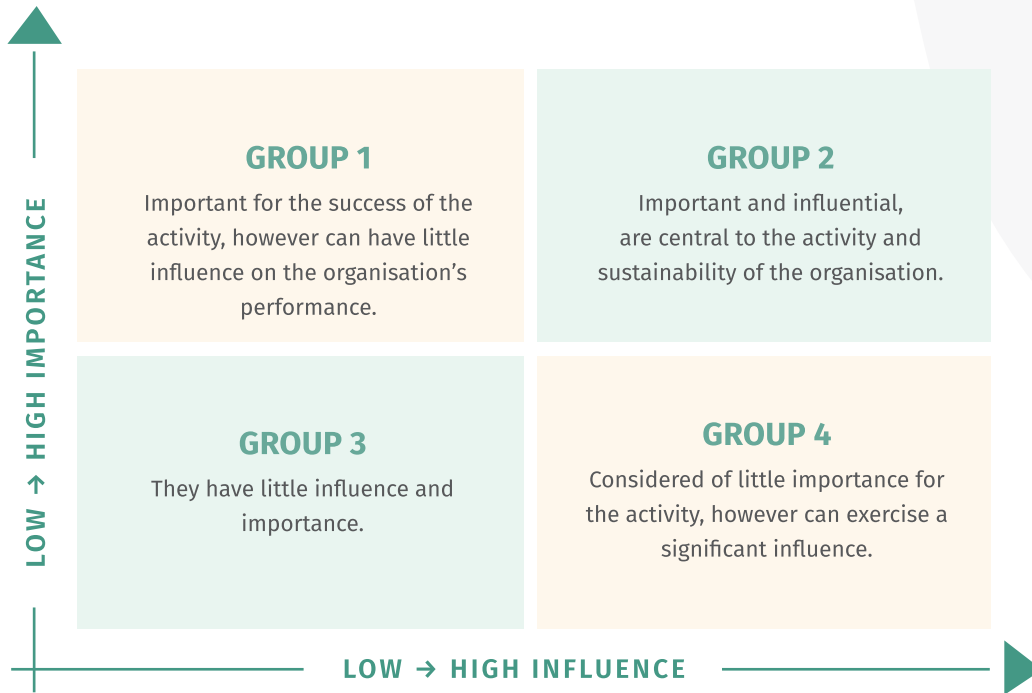 GROUP 1
Important for the success of the
activity, however can have little
influence on the organisation’s
performance.
GROUP 2
Important and influential,
are central to the activity and
sustainability of the organisation.
GROUP 3
They have little influence and
importance.
GROUP 4
Considered of little importance for
the activity, however can exercise a
significant influence.
LOW → HIGH IMPORTANCE
LOW → HIGH INFLUENCE